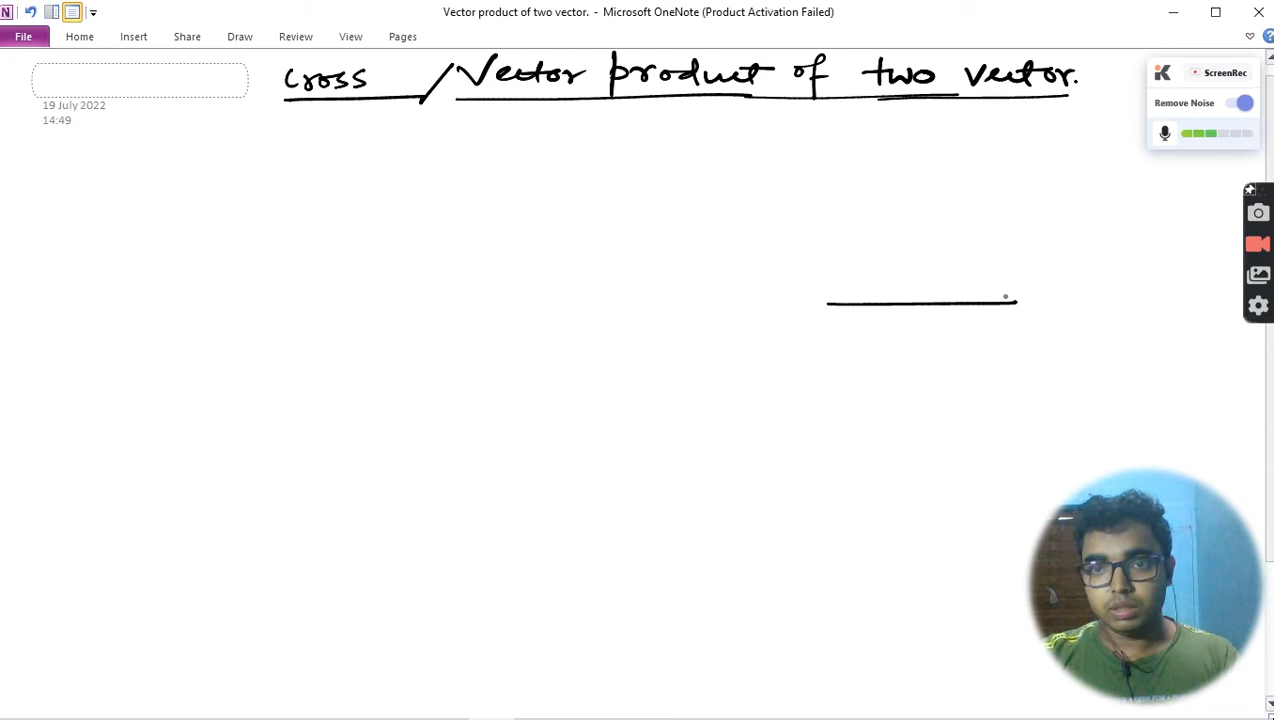 Vector product of two vector. - Microsoft OneNote (Product Activation Failed)
File Home Insert Share Draw Review View Pages
cross / Vector product of two vector.
19 July 2022
14:49
ScreenRec
Remove Noise